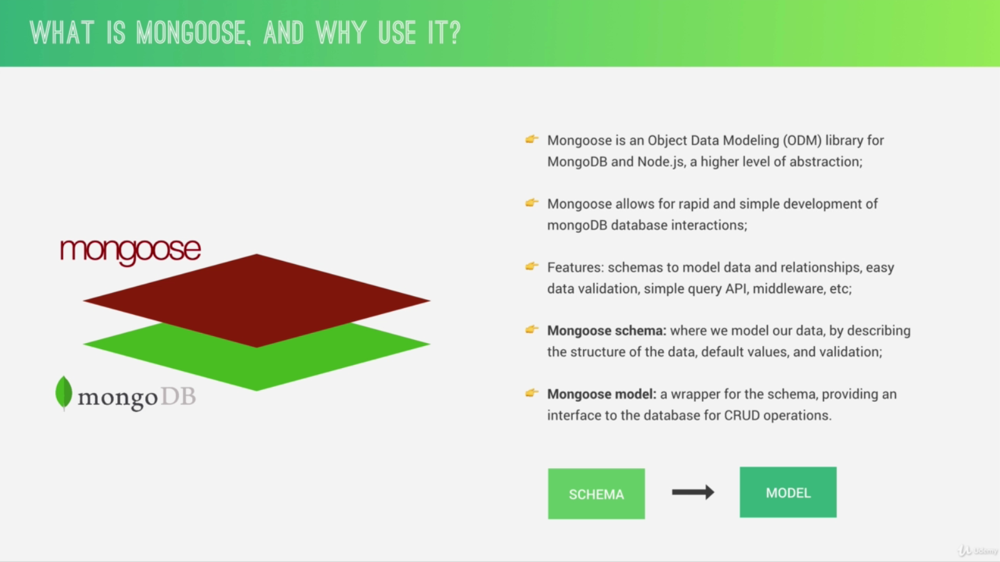 WHAT IS MONGOOSE, AND WHY USE IT?
mongoose
mongoDB
👉 Mongoose is an Object Data Modeling (ODM) library for
MongoDB and Node.js, a higher level of abstraction;
👉 Mongoose allows for rapid and simple development of
mongoDB database interactions;
👉 Features: schemas to model data and relationships, easy
data validation, simple query API, middleware, etc;
👉 Mongoose schema: where we model our data, by describing
the structure of the data, default values, and validation;
👉 Mongoose model: a wrapper for the schema, providing an
interface to the database for CRUD operations.
SCHEMA
MODEL
Udemy